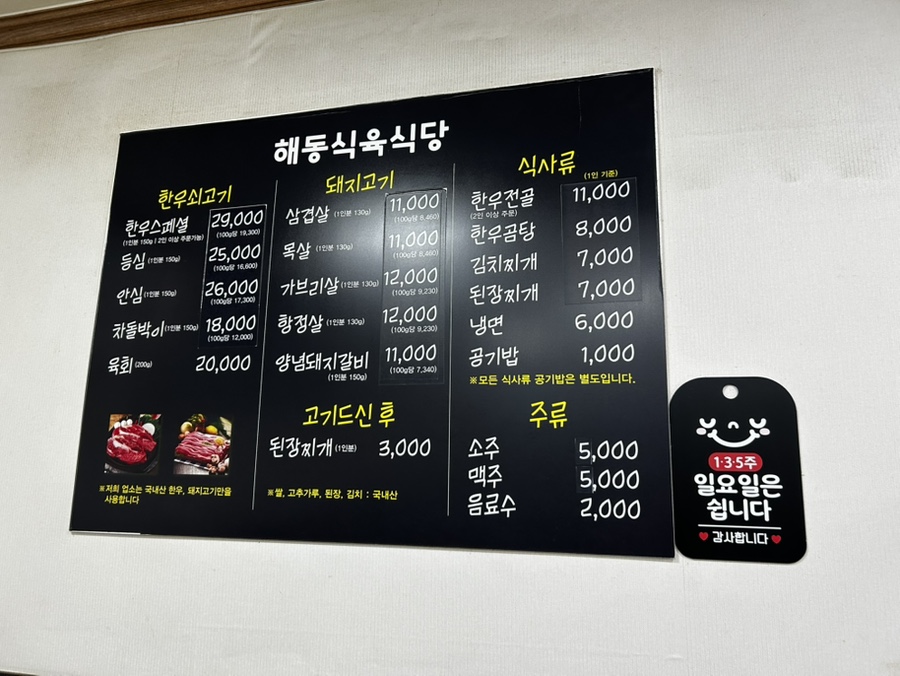 해동식육식당
한우쇠고기
한우스페셜 29,000
(1인분 150g | 2인 이상 주문가능) (100g당 19,300)
등심 (1인분 150g) 25,000
(100g당 16,600)
안심 (1인분 150g) 26,000
(100g당 17,300)
차돌박이 (1인분 150g) 18,000
(100g당 12,000)
육회 (200g) 20,000
※저희 업소는 국내산 한우, 돼지고기만을
사용합니다
돼지고기
삼겹살 (1인분 130g) 11,000
(100g당 8,460)
목살 (1인분 130g) 11,000
(100g당 8,460)
가브리살 (1인분 130g) 12,000
(100g당 9,230)
항정살 (1인분 130g) 12,000
(100g당 9,230)
양념돼지갈비 11,000
(1인분 150g) (100g당 7,340)
고기드신 후
된장찌개 (1인분) 3,000
※쌀, 고추가루, 된장, 김치 : 국내산
식사류 (1인 기준)
한우전골 11,000
(2인 이상 주문)
한우곰탕 8,000
김치찌개 7,000
된장찌개 7,000
냉면 6,000
공기밥 1,000
※모든 식사류 공기밥은 별도입니다.
주류
소주 5,000
맥주 5,000
음료수 2,000
1·3·5주
일요일은
쉽니다
감사합니다